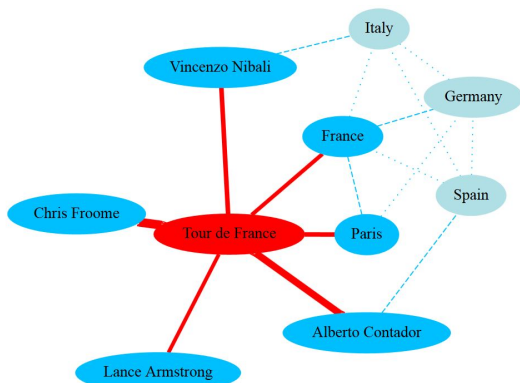 Italy
Vincenzo Nibali
Germany
France
Spain
Chris Froome
Tour de France
Paris
Alberto Contador
Lance Armstrong